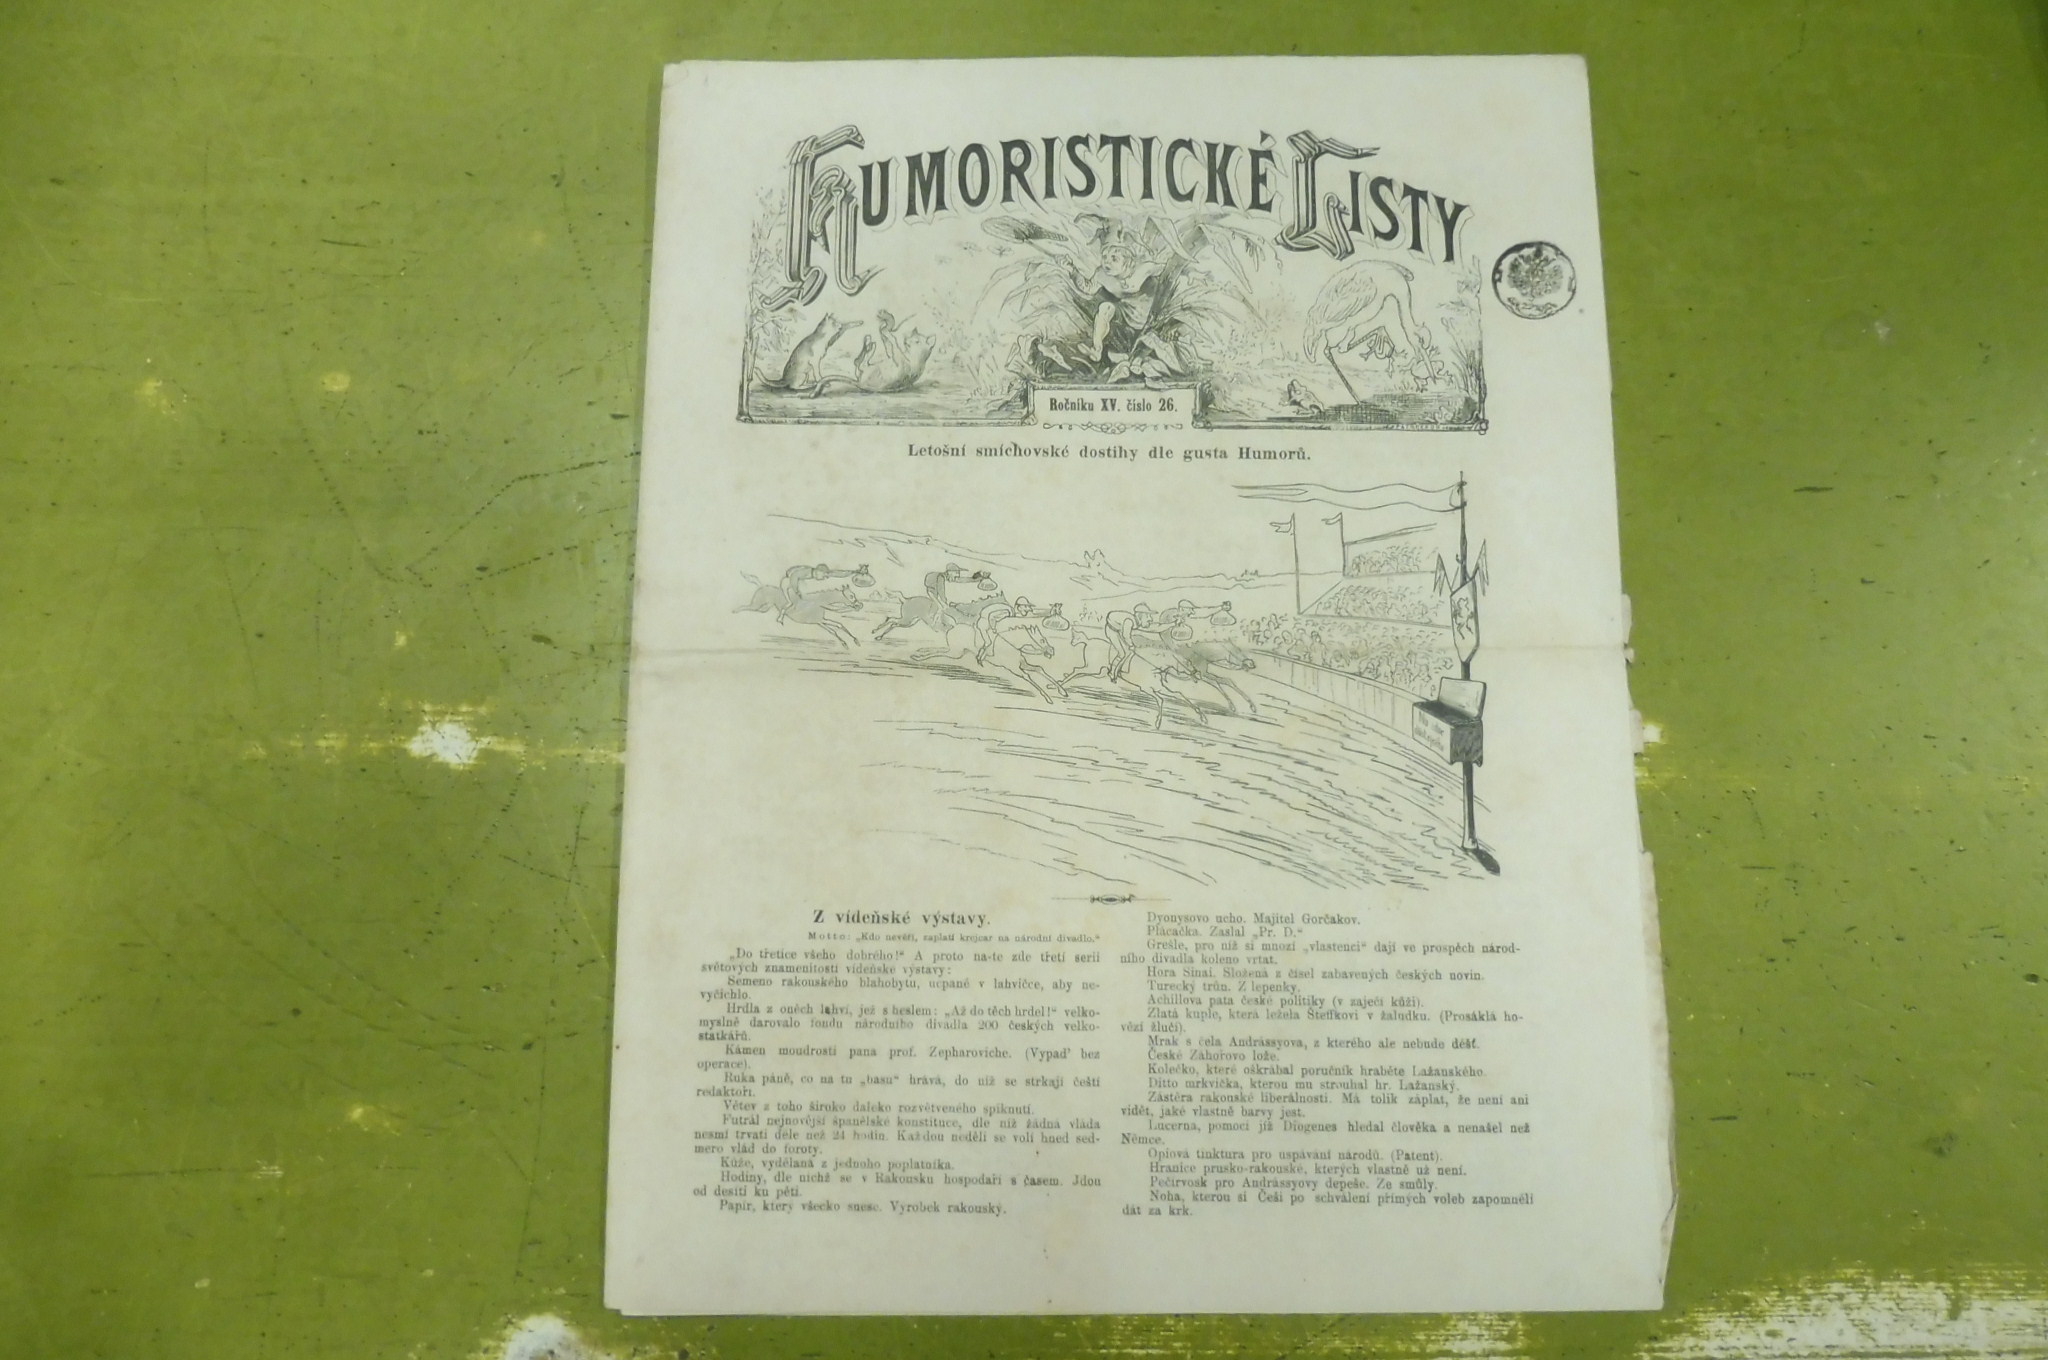 HUMORISTICKÉ LISTY
Ročníku XV. číslo 26.
Letošní smíchovské dostihy dle gusta Humorů.
Z vídeňské výstavy.
Motto: „Kdo nevěří, zaplatí krejcar na národní divadlo.“
„Do třetice všeho dobrého!“ A proto na-te zde třetí serii
světových znamenitostí vídeňské výstavy:
Semeno rakouského blahobytu, ucpané v lahvičce, aby ne-
vyčichlo.
Hrdla z oněch lahví, jež s heslem: „Až do těch hrdel!“ velko-
myslně darovalo fondu národního divadla 200 českých velko-
statkářů.
Kámen moudrosti pana prof. Zepharoviche. (Vypad' bez
operace).
Ruka páně, co na tu „basu“ hrává, do níž se strkají čeští
redaktoři.
Větev z toho široko daleko rozvětveného spiknutí.
Futrál nejnovější španělské konstituce, dle níž žádná vláda
nesmí trvati déle než 24 hodin. Každou neděli se volí hned sed-
mero vlád do foroty.
Kůže, vydělaná z jednoho poplatníka.
Hodiny, dle nichž se v Rakousku hospodaří s časem. Jdou
od desíti ku pěti.
Papír, který všecko snese. Výrobek rakouský.
Dyonysovo ucho. Majitel Gorčakov.
Plácačka. Zaslal „Pr. D.“
Grešle, pro niž si mnozí „vlastenci“ dají ve prospěch národ-
ního divadla koleno vrtat.
Hora Sinai. Složená z čísel zabavených českých novin.
Turecký trůn. Z lepenky.
Achillova pata české politiky (v zaječí kůži).
Zlatá kuple, která ležela Steffkovi v žaludku. (Prosáklá ho-
vězí žlučí).
Mrak s čela Andrássyova, z kterého ale nebude déšť.
České Záhořovo lože.
Kolečko, které oškrábal poručník hraběte Lažanského.
Ditto mrkvička, kterou mu strouhal hr. Lažanský.
Zástěra rakouské liberálnosti. Má tolik záplat, že není ani
vidět, jaké vlastně barvy jest.
Lucerna, pomocí jíž Diogenes hledal člověka a nenašel než
Němce.
Opiová tinktura pro uspávání národů. (Patent).
Hranice prusko-rakouské, kterých vlastně už není.
Pečírvosk pro Andrássyovy depeše. Ze smůly.
Noha, kterou si Češi po schválení přímých voleb zapomněli
dát za krk.